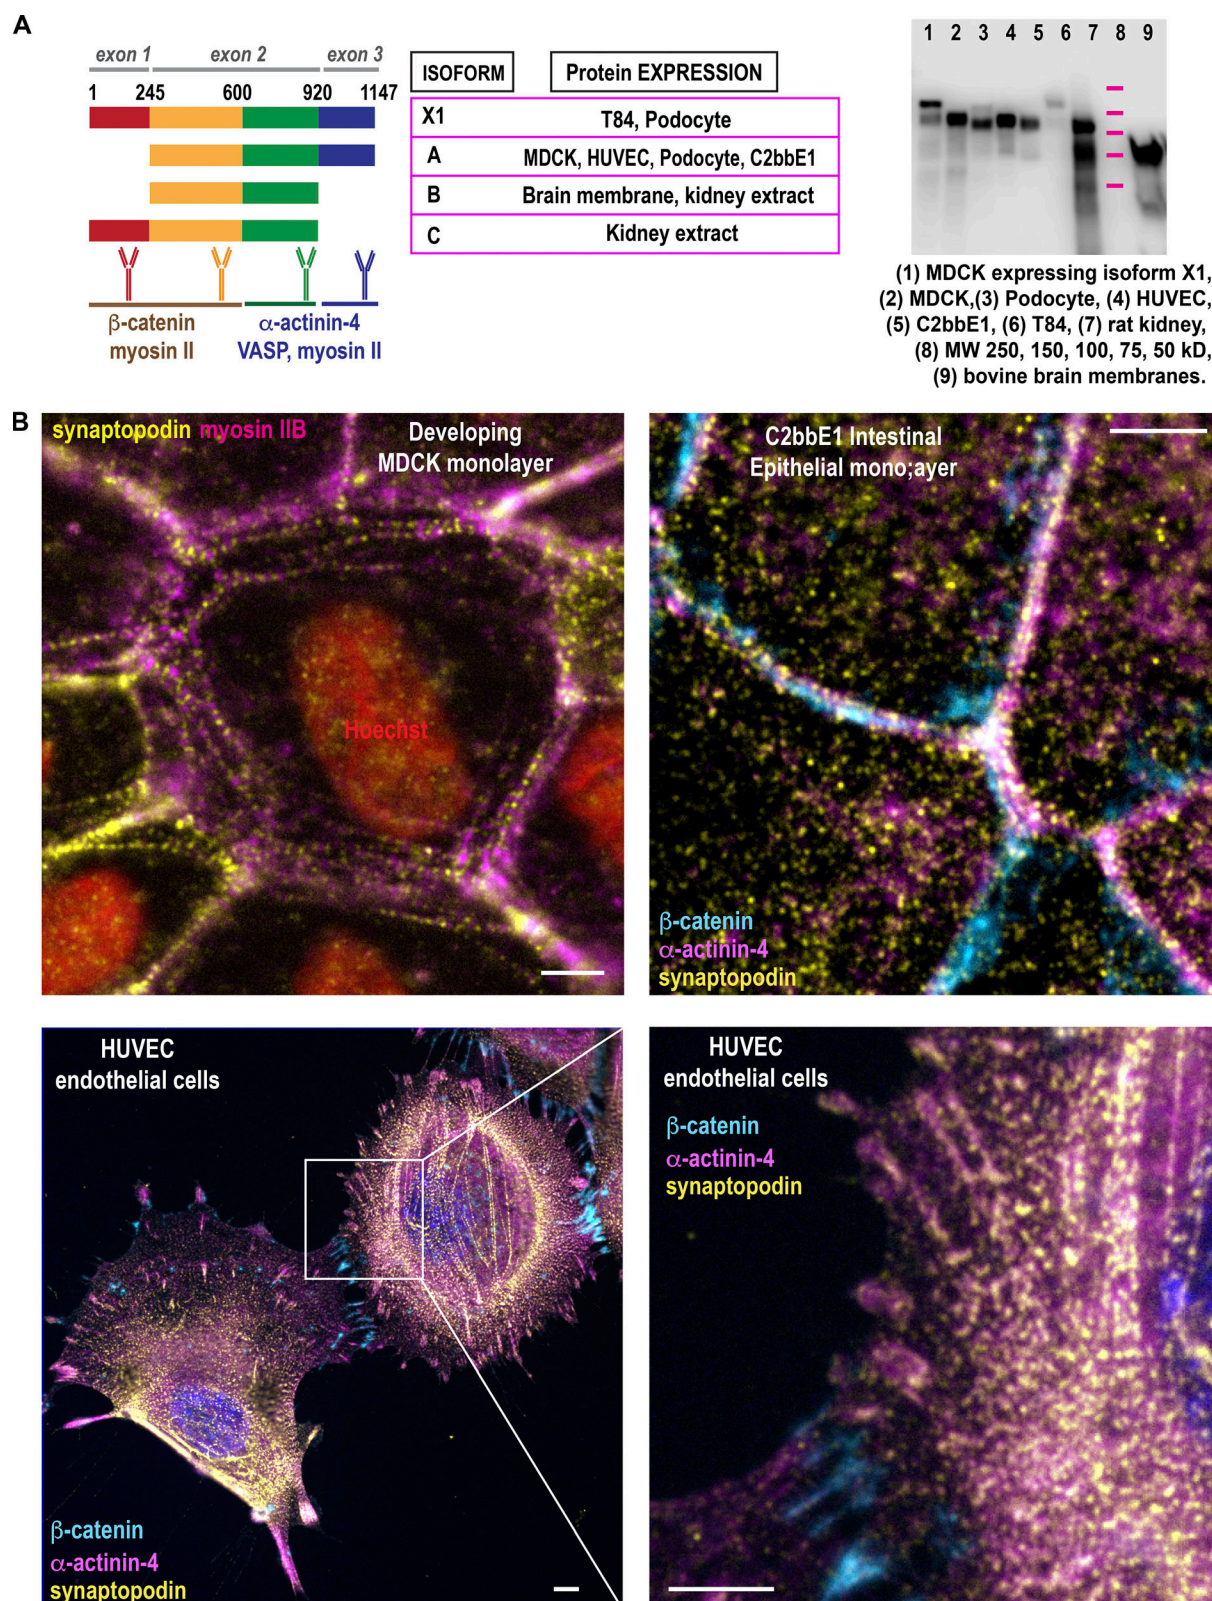 A
exon 1 exon 2 exon 3
1 245 600 920 1147
ISOFORM Protein EXPRESSION
X1 T84, Podocyte
A MDCK, HUVEC, Podocyte, C2bbE1
B Brain membrane, kidney extract
C Kidney extract
β-catenin
myosin II
α-actinin-4
VASP, myosin II
1 2 3 4 5 6 7 8 9
(1) MDCK expressing isoform X1,
(2) MDCK,(3) Podocyte, (4) HUVEC,
(5) C2bbE1, (6) T84, (7) rat kidney,
(8) MW 250, 150, 100, 75, 50 kD,
(9) bovine brain membranes.
B
synaptopodin myosin IIB
Developing
MDCK monolayer
Hoechst
C2bbE1 Intestinal
Epithelial mono;ayer
β-catenin
α-actinin-4
synaptopodin
HUVEC
endothelial cells
β-catenin
α-actinin-4
synaptopodin
HUVEC
endothelial cells
β-catenin
α-actinin-4
synaptopodin